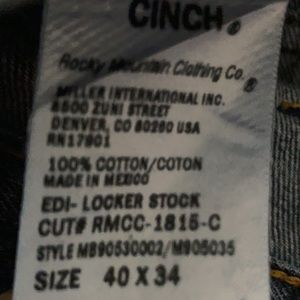 CINCH®
Rocky Mountain Clothing Co.®
MILLER INTERNATIONAL INC.
8500 ZUNI STREET
DENVER, CO 80260 USA
RN17901
100% COTTON/COTON
MADE IN MEXICO
EDI- LOCKER STOCK
CUT# RMCC-1815-C
STYLE MB90530002/M905035
SIZE 40 X 34